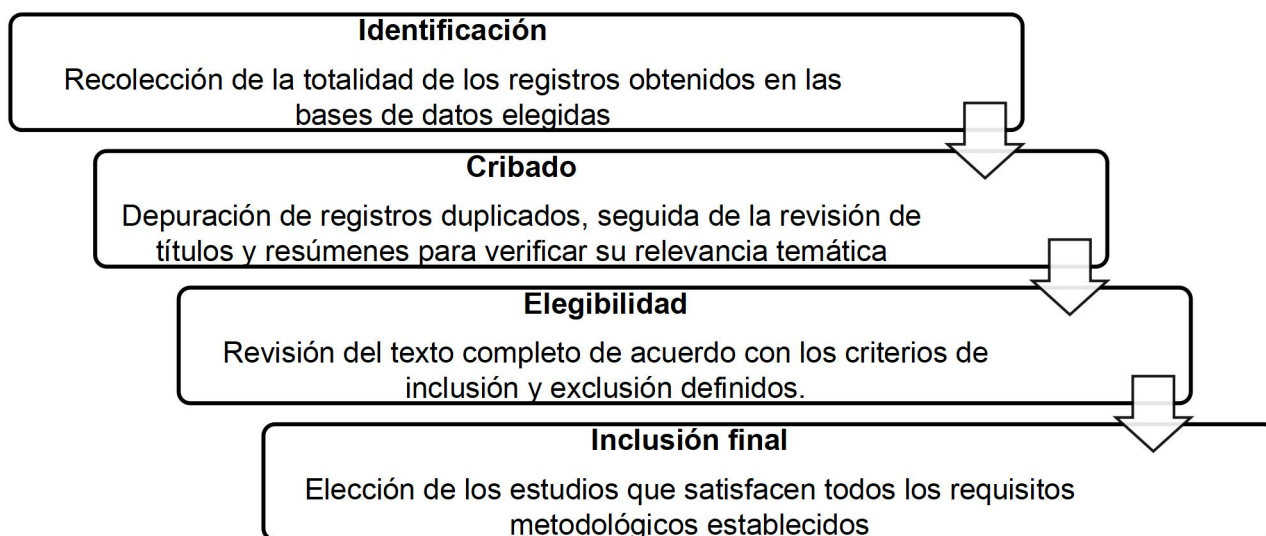 Identificación
Recolección de la totalidad de los registros obtenidos en las
bases de datos elegidas
Cribado
Depuración de registros duplicados, seguida de la revisión de
títulos y resúmenes para verificar su relevancia temática
Elegibilidad
Revisión del texto completo de acuerdo con los criterios de
inclusión y exclusión definidos.
Inclusión final
Elección de los estudios que satisfacen todos los requisitos
metodológicos establecidos